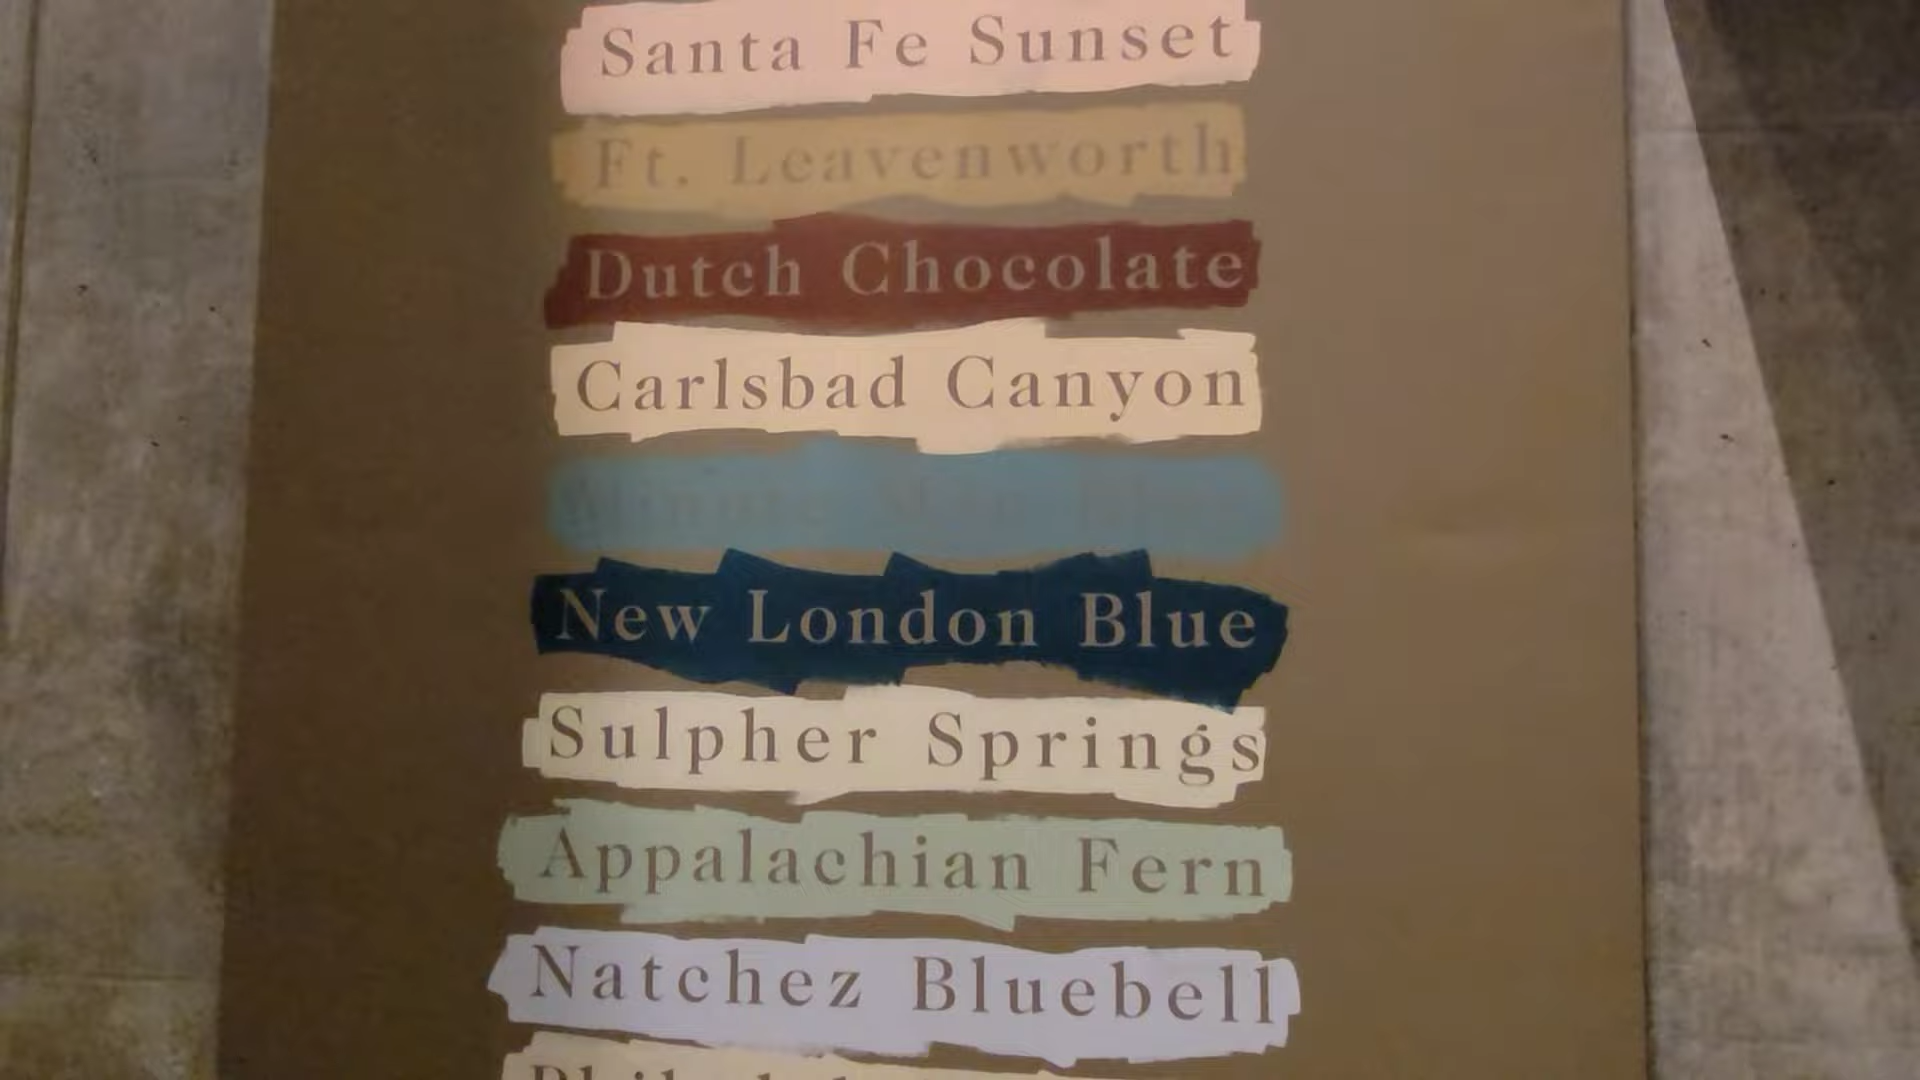 Santa Fe Sunset
Ft. Leavenworth
Dutch Chocolate
Carlsbad Canyon
New London Blue
Sulpher Springs
Appalachian Fern
Natchez Bluebell